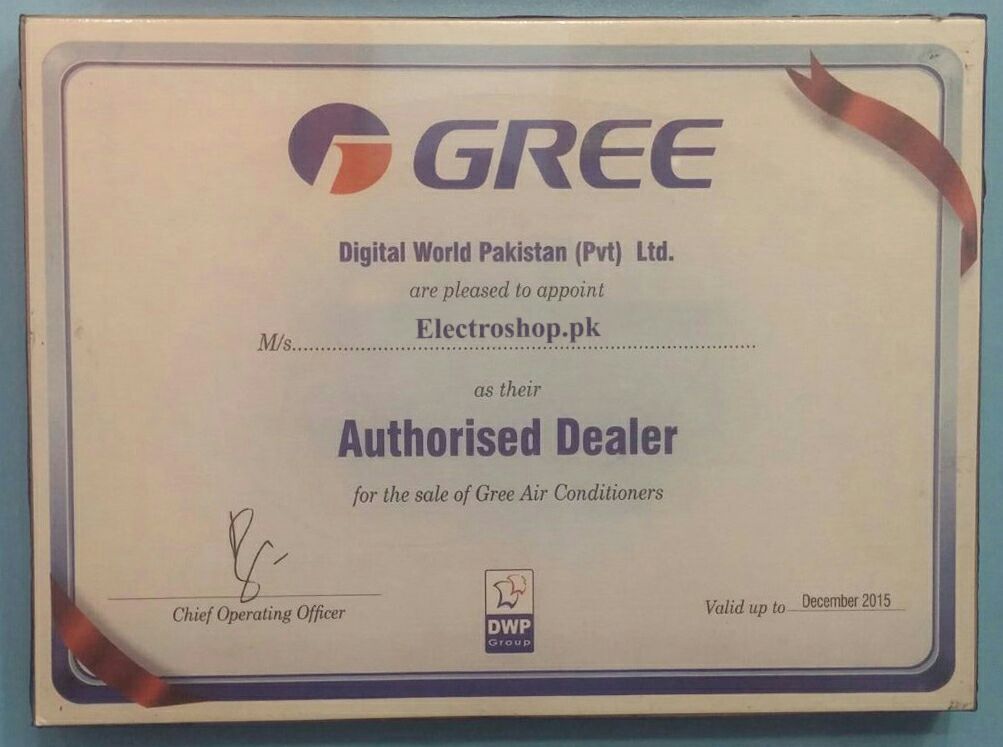 GREE
Digital World Pakistan (Pvt) Ltd.
are pleased to appoint
Electroshop.pk
M/s............................................................
as their
Authorised Dealer
for the sale of Gree Air Conditioners
Chief Operating Officer
DWP
Group
Valid up to December 2015